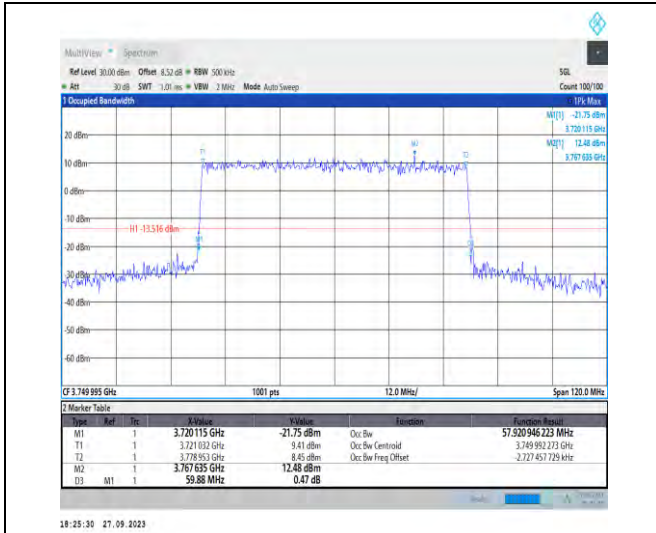 MultiView Spectrum
Ref Level 30.00 dBm Offset 8.52 dB RBW 500 kHz SGL
Att 30 dB SWT 1.01 ms VBW 2 MHz Mode Auto Sweep Count 100/100
1 Occupied Bandwidth 1Pk Max
M1[1] -21.75 dBm
3.720 115 GHz
M2[1] 12.48 dBm
3.767 635 GHz
20 dBm
T1
M2
T2
10 dBm
0 dBm
-10 dBm
H1 -13.516 dBm
-20 dBm
M1
-30 dBm
-40 dBm
-50 dBm
-60 dBm
CF 3.749 995 GHz 1001 pts 12.0 MHz/ Span 120.0 MHz
2 Marker Table
Type Ref Trc X-Value Y-Value Function Function Result
M1 1 3.720 115 GHz -21.75 dBm Occ Bw 57.920 946 223 MHz
T1 1 3.721 032 GHz 9.41 dBm Occ Bw Centroid 3.749 992 273 GHz
T2 1 3.778 953 GHz 8.45 dBm Occ Bw Freq Offset -2.727 457 729 kHz
M2 1 3.767 635 GHz 12.48 dBm
D3 M1 1 59.88 MHz 0.47 dB
18:25:30 27.09.2023